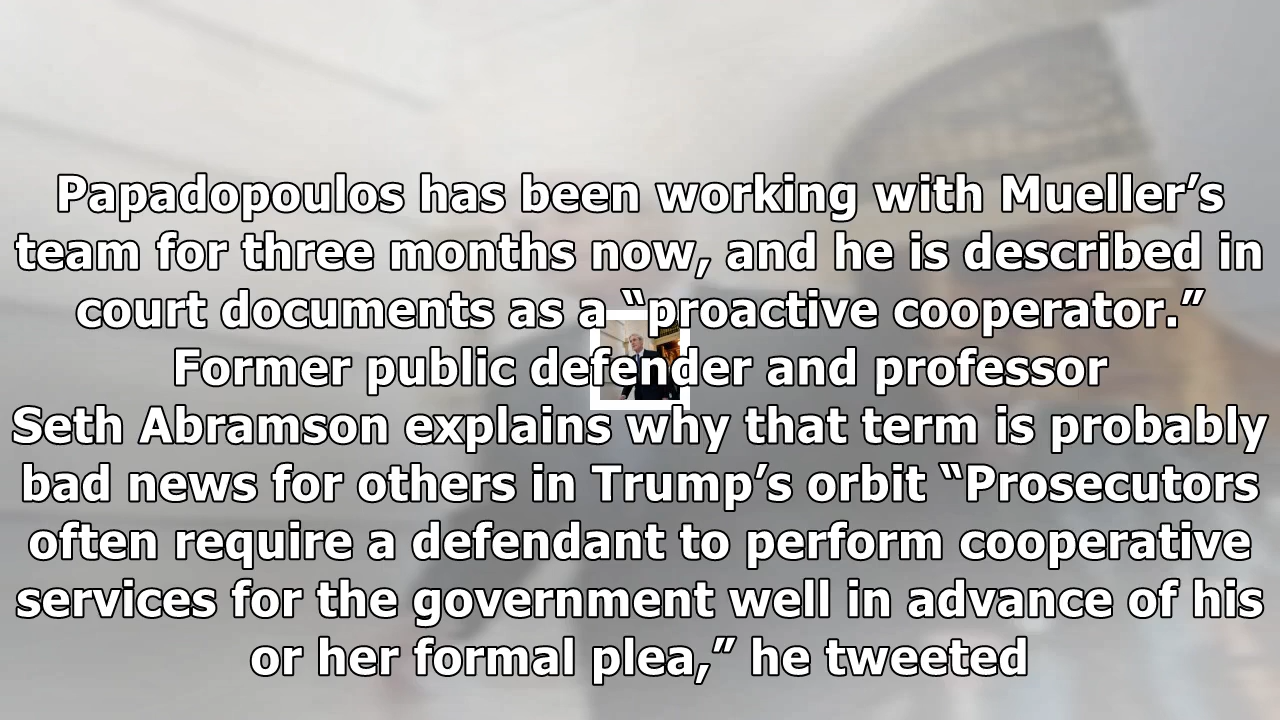 Papadopoulos has been working with Mueller’s
team for three months now, and he is described in
court documents as a “proactive cooperator.”
Former public defender and professor
Seth Abramson explains why that term is probably
bad news for others in Trump’s orbit “Prosecutors
often require a defendant to perform cooperative
services for the government well in advance of his
or her formal plea,” he tweeted